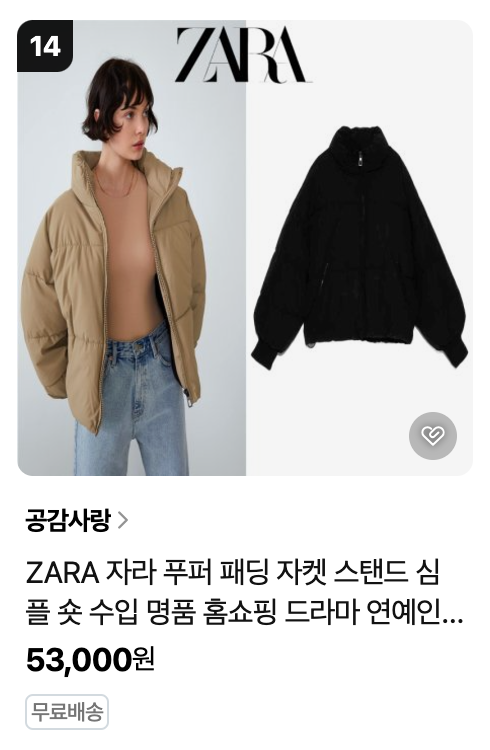 14
ZARA
공감사랑
ZARA 자라 푸퍼 패딩 자켓 스탠드 심
플 숏 수입 명품 홈쇼핑 드라마 연예인...
53,000원
무료배송